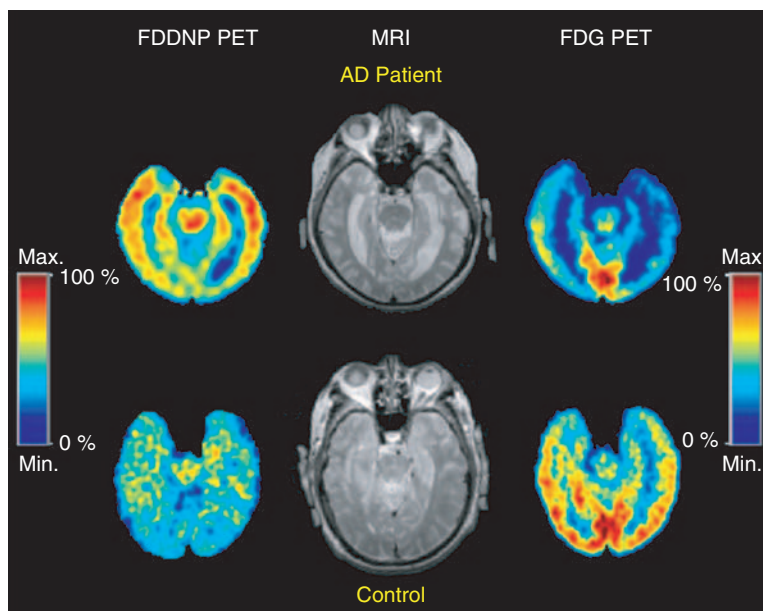 FDDNP PET MRI FDG PET
AD Patient
Max.
100 %
0 %
Min.
Max
100 %
0 %
Min.
Control